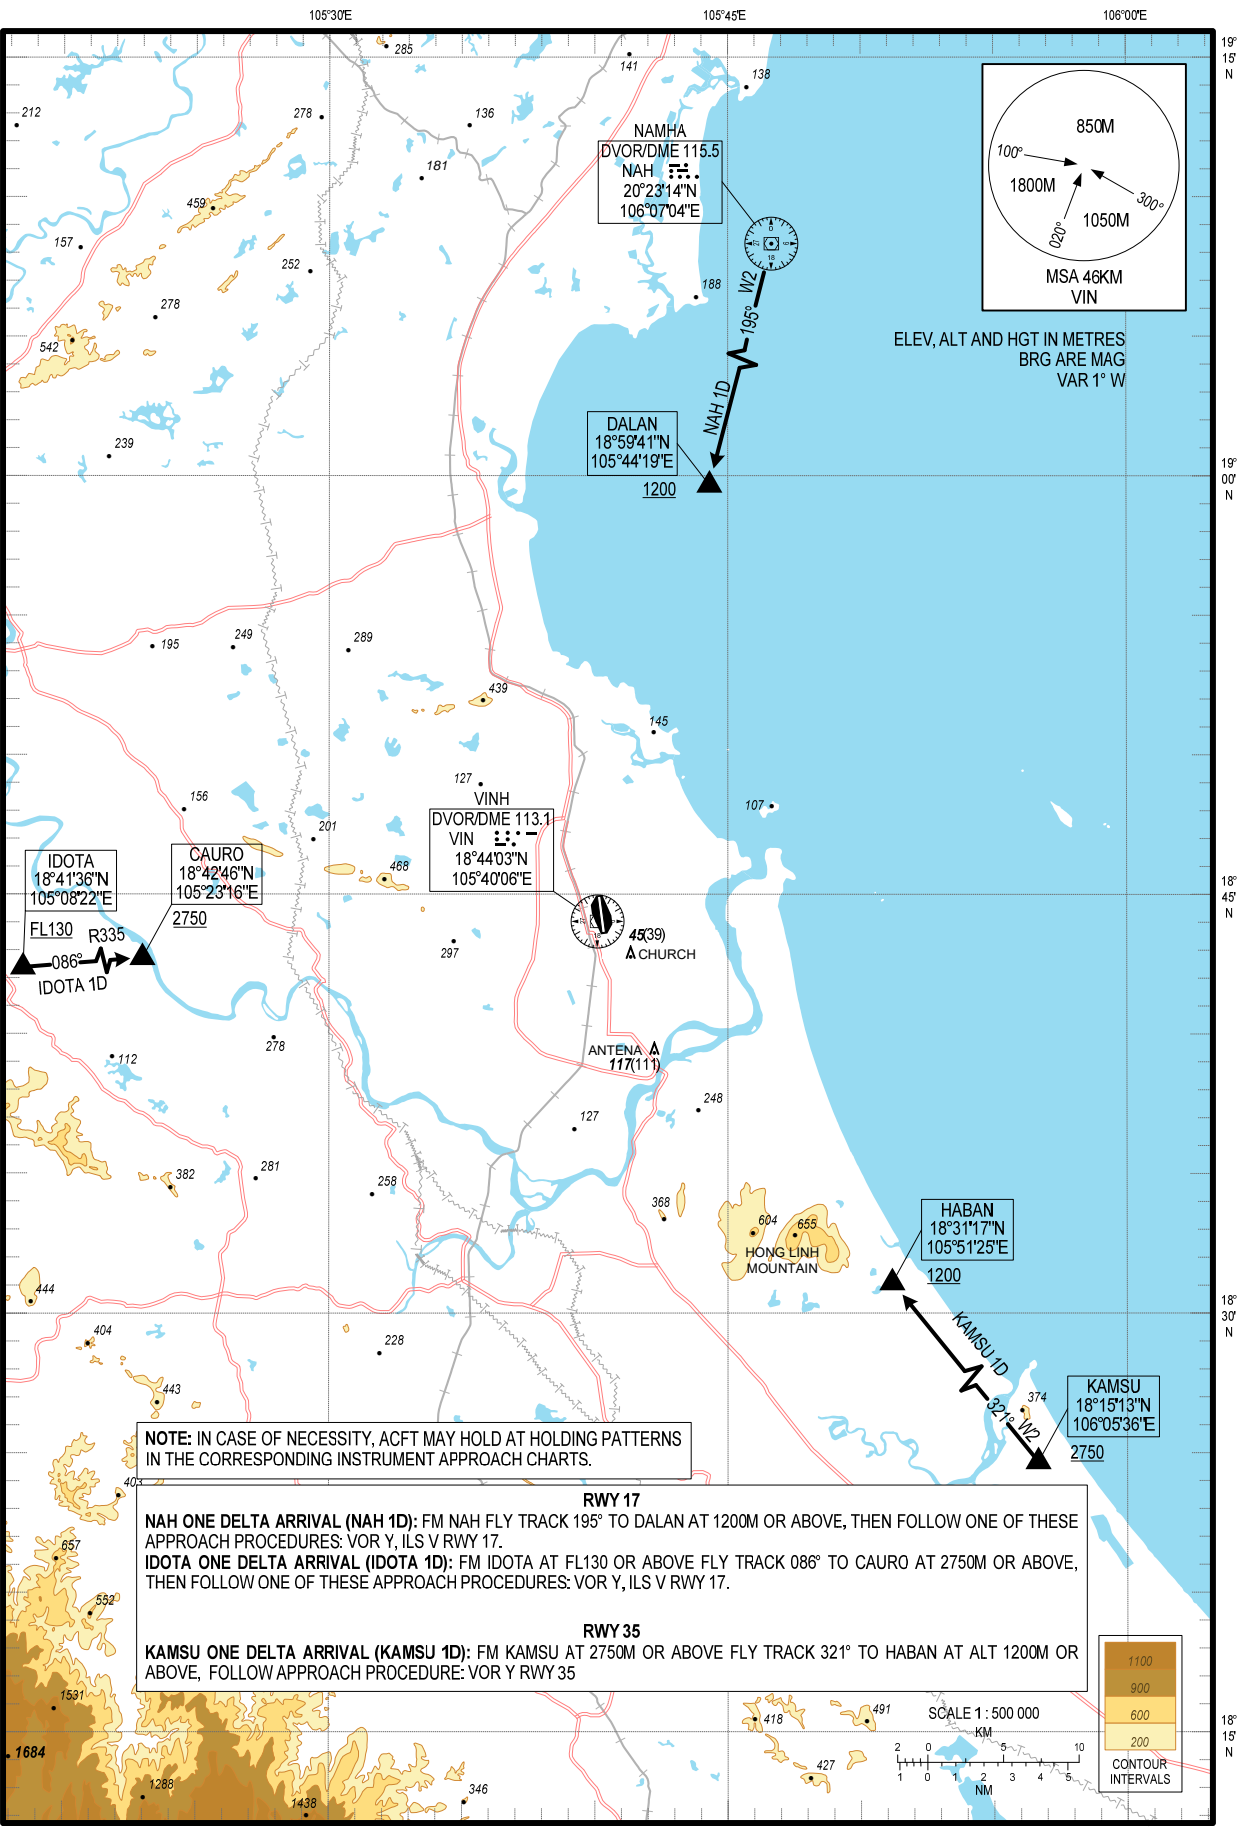 105°30'E
105°45'E
106°00'E
19°
15'
N
285
141
138
212
278
136
181
459
157
252
278
542
239
188
NAMHA
DVOR/DME 115.5
NAH
20°23'14"N
106°07'04"E
850M
100°
1800M
300°
1050M
020°
MSA 46KM
VIN
ELEV, ALT AND HGT IN METRES
BRG ARE MAG
VAR 1° W
195° W2
NAH 1D
DALAN
18°59'41"N
105°44'19"E
1200
19°
00'
N
195
249
289
439
145
127
107
156
201
468
297
VINH
DVOR/DME 113.1
VIN
18°44'03"N
105°40'06"E
18°
45'
N
IDOTA
18°41'36"N
105°08'22"E
FL130
CAURO
18°42'46"N
105°23'16"E
2750
R335
086°
IDOTA 1D
45(39)
CHURCH
278
112
ANTENA
117(111)
248
127
382
281
258
368
604
655
HONG LINH
MOUNTAIN
HABAN
18°31'17"N
105°51'25"E
1200
18°
30'
N
444
404
228
443
KAMSU 1D
321° W2
374
KAMSU
18°15'13"N
106°05'36"E
2750
NOTE: IN CASE OF NECESSITY, ACFT MAY HOLD AT HOLDING PATTERNS
IN THE CORRESPONDING INSTRUMENT APPROACH CHARTS.
403
657
552
RWY 17
NAH ONE DELTA ARRIVAL (NAH 1D): FM NAH FLY TRACK 195° TO DALAN AT 1200M OR ABOVE, THEN FOLLOW ONE OF THESE
APPROACH PROCEDURES: VOR Y, ILS V RWY 17.
IDOTA ONE DELTA ARRIVAL (IDOTA 1D): FM IDOTA AT FL130 OR ABOVE FLY TRACK 086° TO CAURO AT 2750M OR ABOVE,
THEN FOLLOW ONE OF THESE APPROACH PROCEDURES: VOR Y, ILS V RWY 17.
RWY 35
KAMSU ONE DELTA ARRIVAL (KAMSU 1D): FM KAMSU AT 2750M OR ABOVE FLY TRACK 321° TO HABAN AT ALT 1200M OR
ABOVE, FOLLOW APPROACH PROCEDURE: VOR Y RWY 35
1531
1684
1288
1438
346
418
491
427
SCALE 1 : 500 000
KM
2 0 5 10
1 0 1 2 3 4 5
NM
1100
900
600
200
CONTOUR
INTERVALS
18°
15'
N